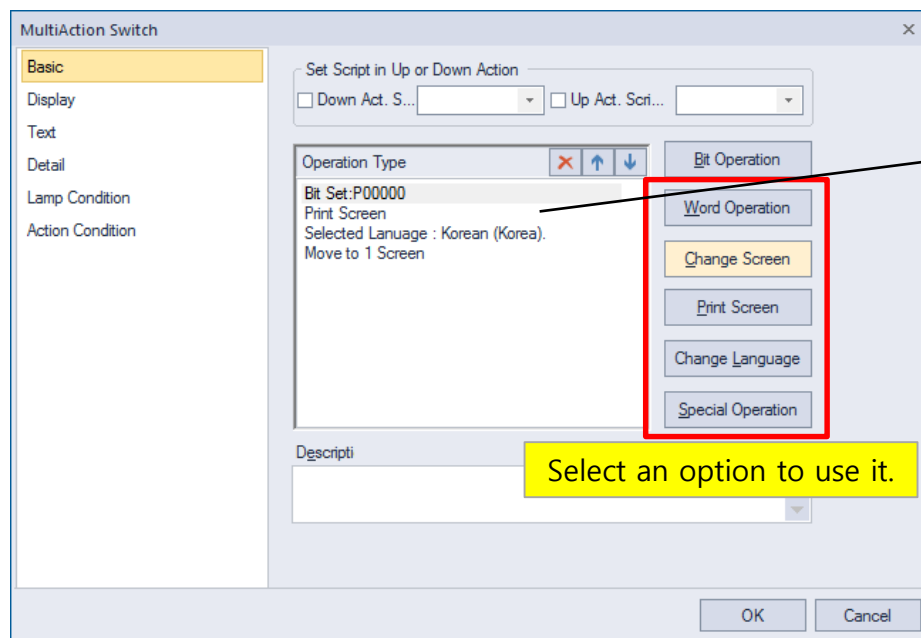 MultiAction Switch
Basic
Display
Text
Detail
Lamp Condition
Action Condition
Set Script in Up or Down Action
Down Act. S...
Up Act. Scri...
Operation Type
Bit Set:P00000
Print Screen
Selected Lanuage : Korean (Korea).
Move to 1 Screen
Bit Operation
Word Operation
Change Screen
Print Screen
Change Language
Special Operation
Descripti
Select an option to use it.
OK
Cancel